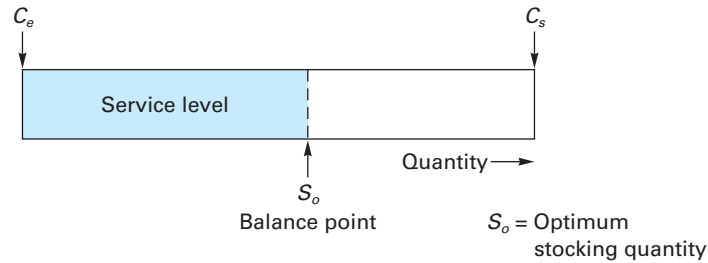 Ce Cs
Service level
Quantity
So
Balance point
So = Optimum
stocking quantity